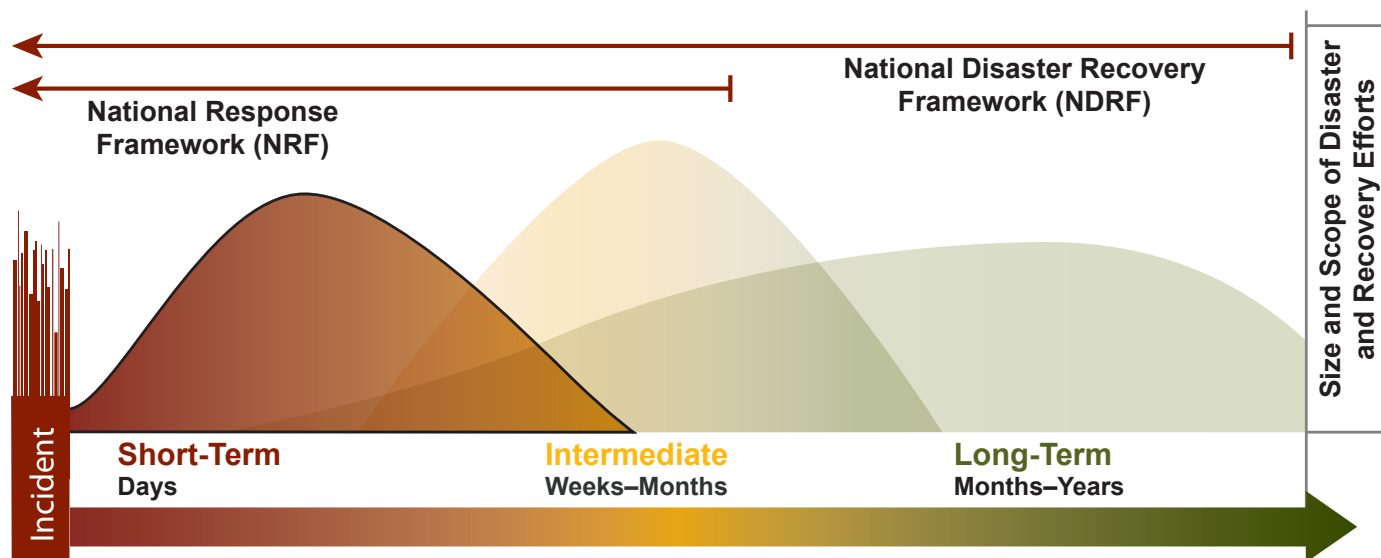 National Disaster Recovery
Framework (NDRF)
National Response
Framework (NRF)
Size and Scope of Disaster
and Recovery Efforts
Incident
Short-Term
Days
Intermediate
Weeks–Months
Long-Term
Months–Years